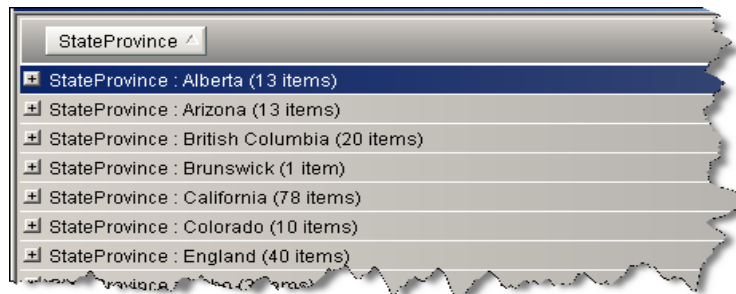 StateProvince
StateProvince : Alberta (13 items)
StateProvince : Arizona (13 items)
StateProvince : British Columbia (20 items)
StateProvince : Brunswick (1 item)
StateProvince : California (78 items)
StateProvince : Colorado (10 items)
StateProvince : England (40 items)